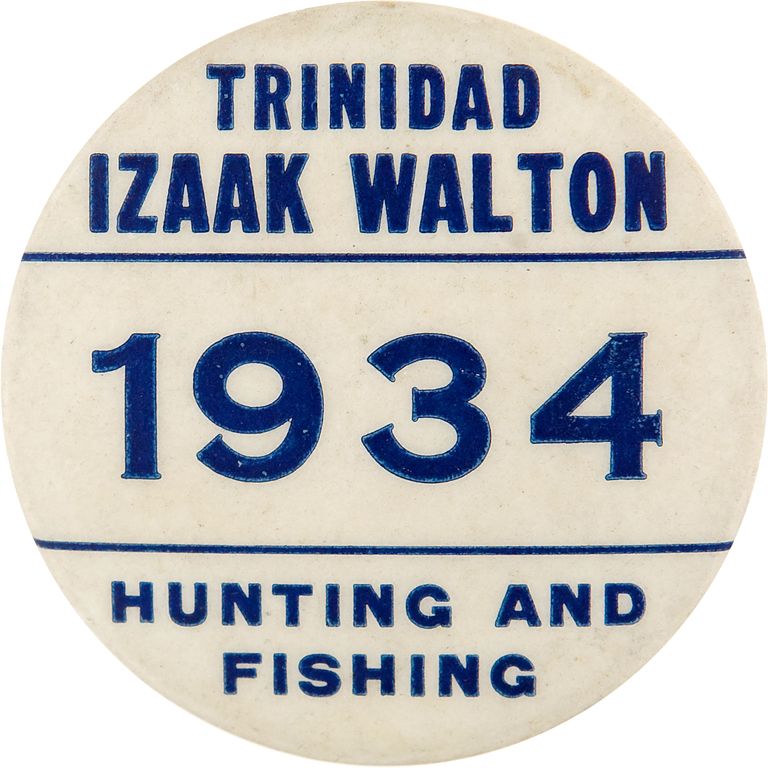 TRINIDAD
IZAAK WALTON
1934
HUNTING AND
FISHING